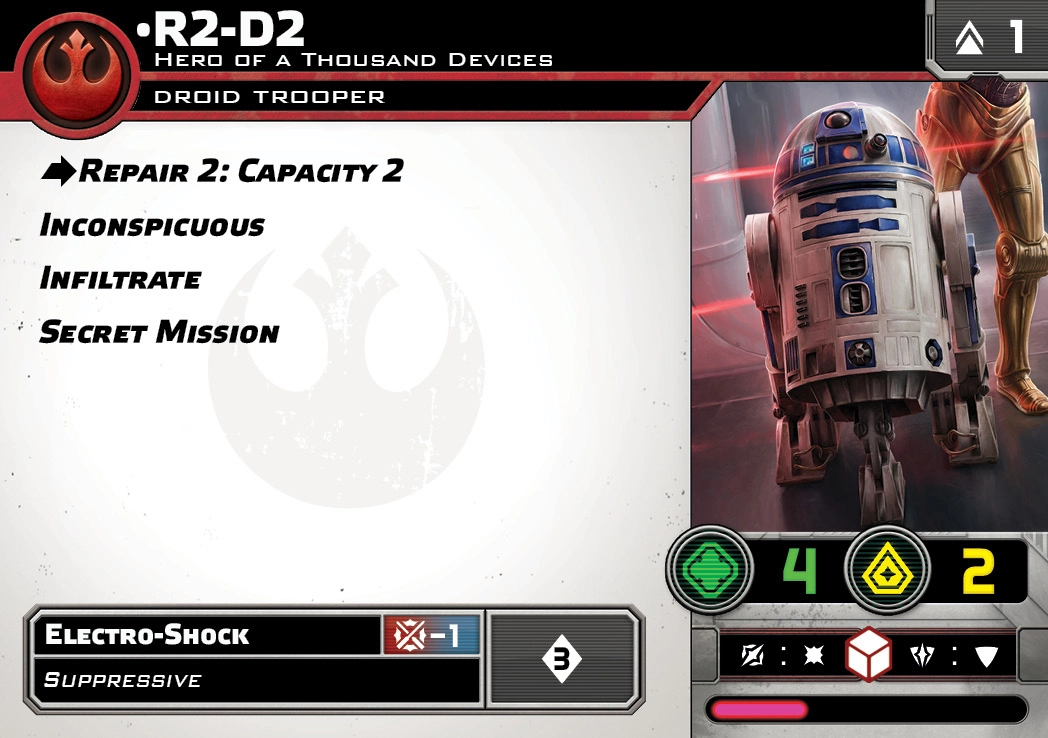 •R2-D2
Hero of a Thousand Devices
1
Droid Trooper
Repair 2: Capacity 2
Inconspicuous
Infiltrate
Secret Mission
4
2
Electro-Shock
-1
3
Suppressive
:
: